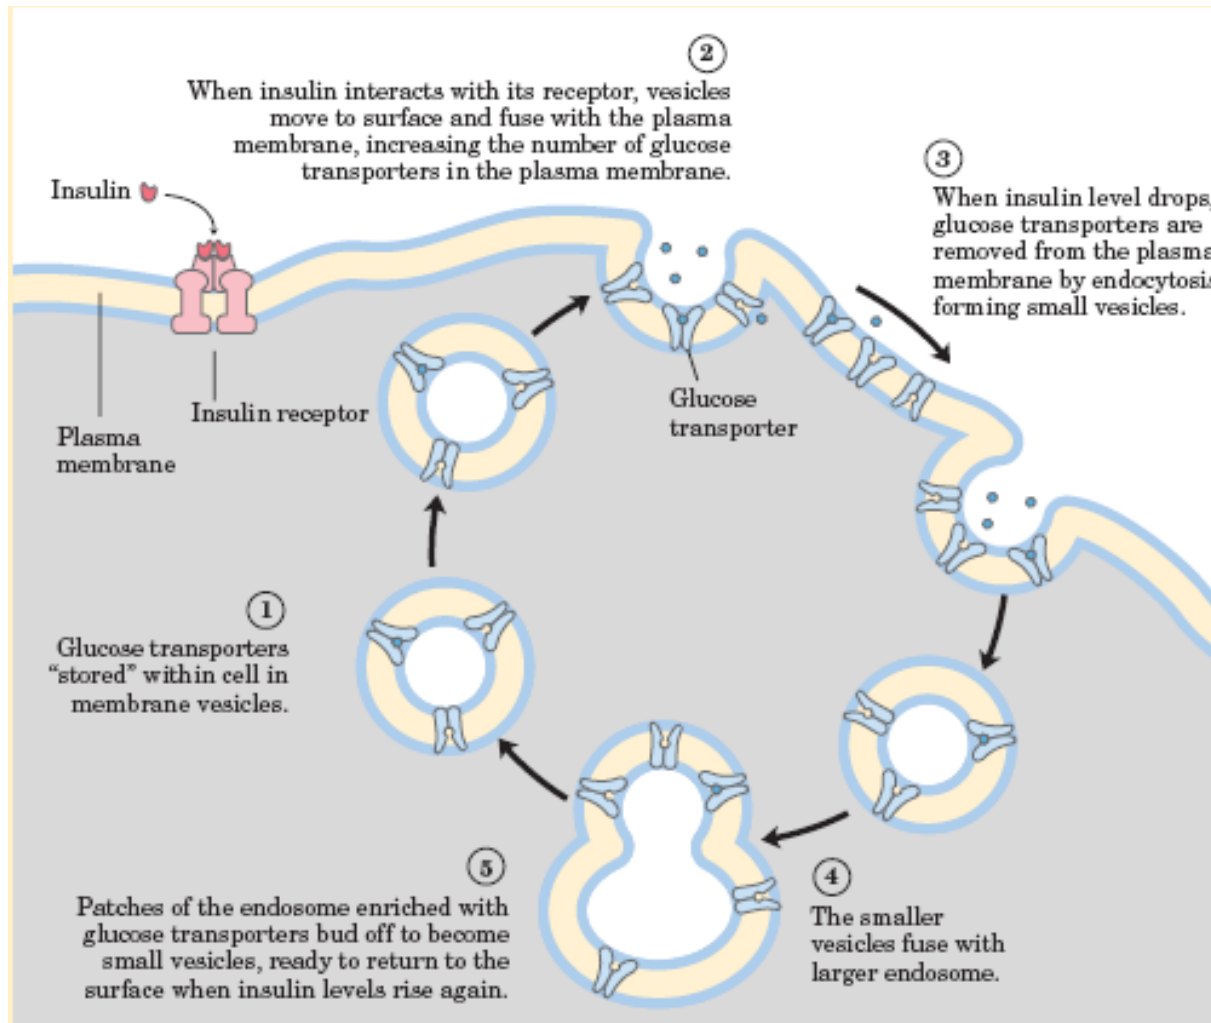 2
When insulin interacts with its receptor, vesicles
move to surface and fuse with the plasma
membrane, increasing the number of glucose
transporters in the plasma membrane.
3
When insulin level drops,
glucose transporters are
removed from the plasma
membrane by endocytosis
forming small vesicles.
Insulin
Insulin receptor
Plasma
membrane
Glucose
transporter
1
Glucose transporters
“stored” within cell in
membrane vesicles.
5
Patches of the endosome enriched with
glucose transporters bud off to become
small vesicles, ready to return to the
surface when insulin levels rise again.
4
The smaller
vesicles fuse with
larger endosome.